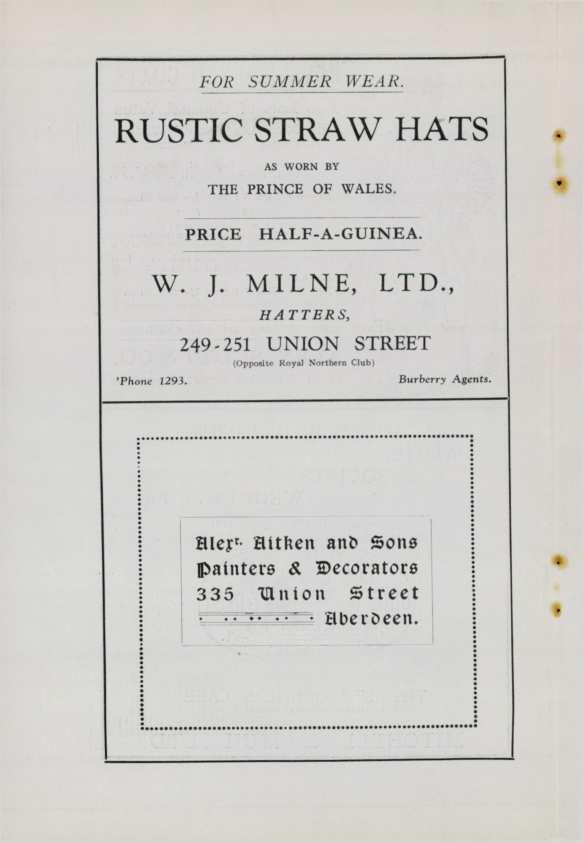 FOR SUMMER WEAR.
RUSTIC STRAW HATS
AS WORN BY
THE PRINCE OF WALES.
PRICE HALF-A-GUINEA.
W. J. MILNE, LTD.,
HATTERS,
249-251 UNION STREET
(Opposite Royal Northern Club)
'Phone 1293. Burberry Agents.
Alexr. Aitken and Sons
Painters & Decorators
335 Union Street
Aberdeen.